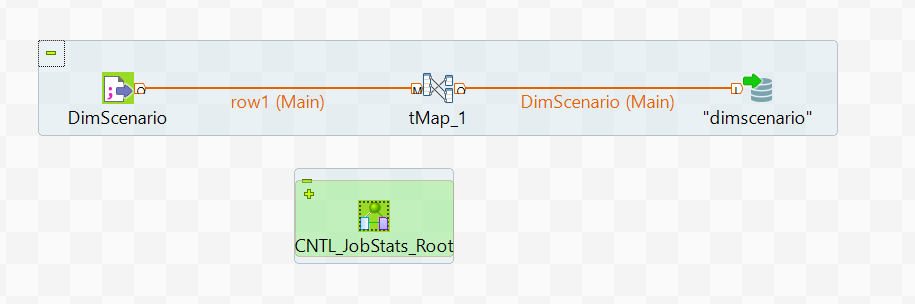 row1 (Main)
DimScenario (Main)
DimScenario
tMap_1
"dimscenario"
CNTL_JobStats_Root